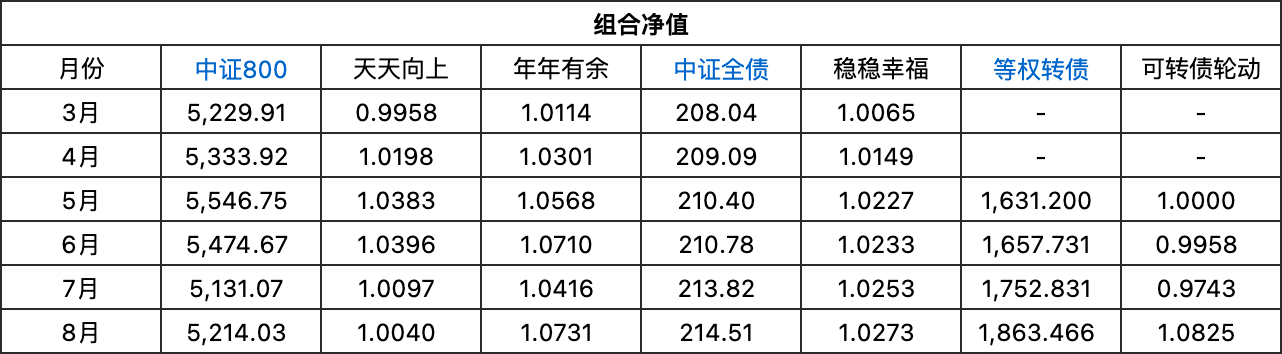 组合净值
月份 中证800 天天向上 年年有余 中证全债 稳稳幸福 等权转债 可转债轮动
3月 5,229.91 0.9958 1.0114 208.04 1.0065 - -
4月 5,333.92 1.0198 1.0301 209.09 1.0149 - -
5月 5,546.75 1.0383 1.0568 210.40 1.0227 1,631.200 1.0000
6月 5,474.67 1.0396 1.0710 210.78 1.0233 1,657.731 0.9958
7月 5,131.07 1.0097 1.0416 213.82 1.0253 1,752.831 0.9743
8月 5,214.03 1.0040 1.0731 214.51 1.0273 1,863.466 1.0825